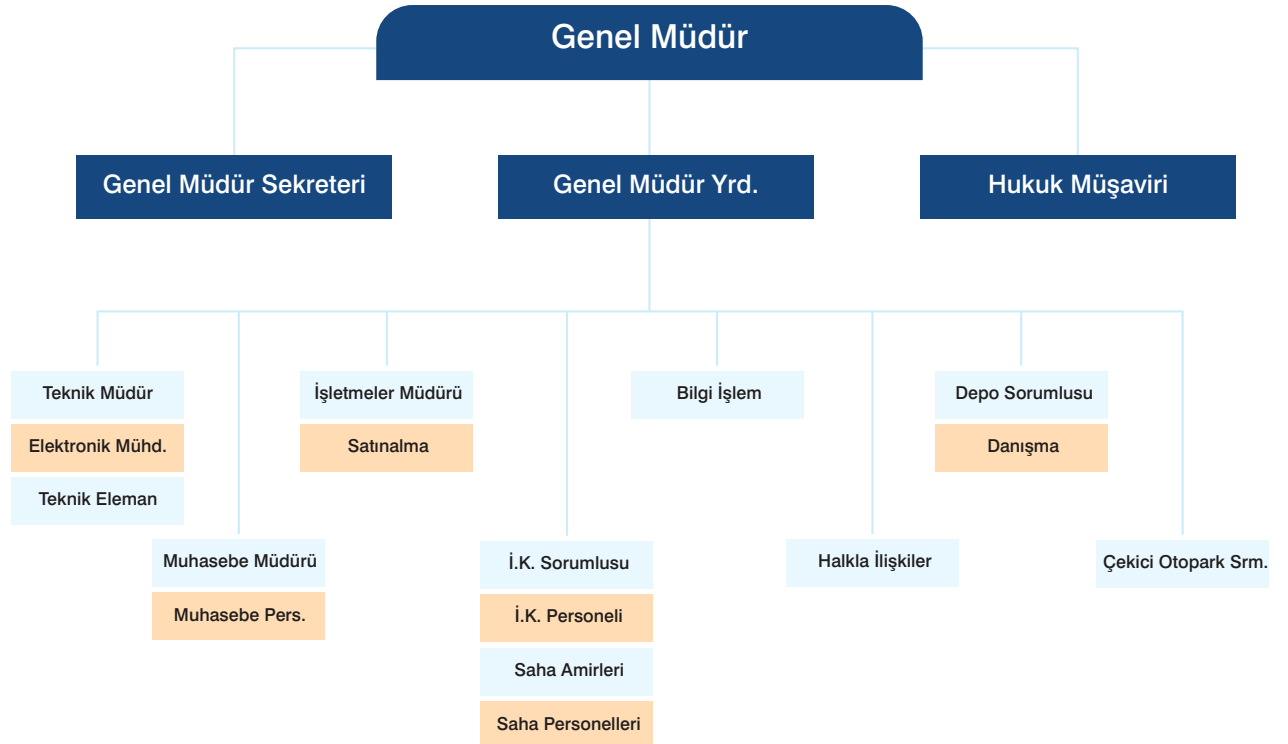 Genel Müdür
Genel Müdür Sekreteri
Genel Müdür Yrd.
Hukuk Müşaviri
Teknik Müdür
Elektronik Mühd.
Teknik Eleman
Muhasebe Müdürü
Muhasebe Pers.
İşletmeler Müdürü
Satınalma
İ.K. Sorumlusu
İ.K. Personeli
Saha Amirleri
Saha Personelleri
Bilgi İşlem
Halkla İlişkiler
Depo Sorumlusu
Danışma
Çekici Otopark Srm.